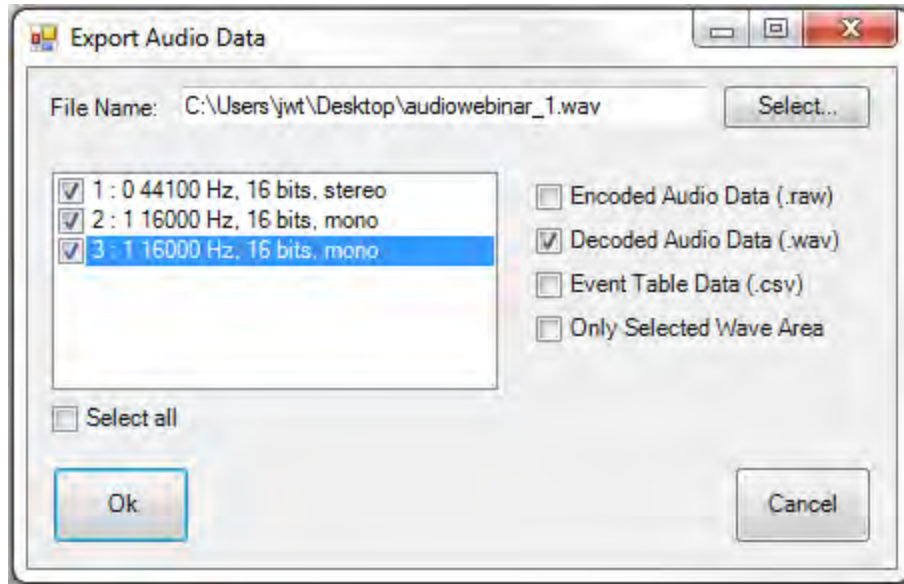 Export Audio Data
File Name: C:\Users\jwt\Desktop\audiowebinar_1.wav Select...
1 : 0 44100 Hz, 16 bits, stereo
2 : 1 16000 Hz, 16 bits, mono
3 : 1 16000 Hz, 16 bits, mono
Encoded Audio Data (.raw)
Decoded Audio Data (.wav)
Event Table Data (.csv)
Only Selected Wave Area
Select all
Ok Cancel